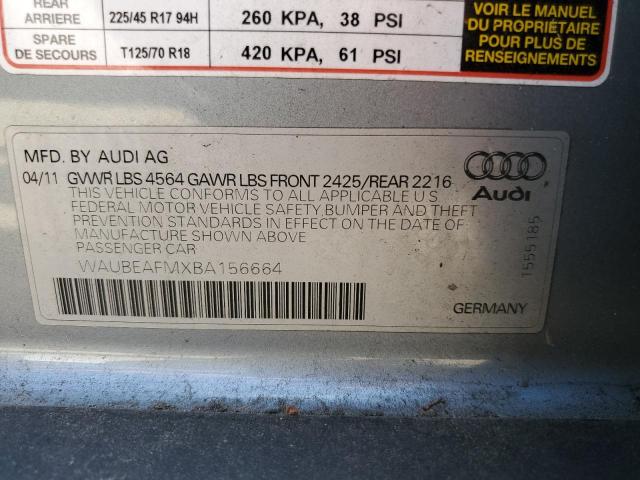 REAR
ARRIERE 225/45 R17 94H 260 KPA, 38 PSI
SPARE
DE SECOURS T125/70 R18 420 KPA, 61 PSI
VOIR LE MANUEL
DU PROPRIÉTAIRE
POUR PLUS DE
RENSEIGNEMENTS
MFD. BY AUDI AG
04/11 GVWR LBS 4564 GAWR LBS FRONT 2425/REAR 2216
THIS VEHICLE CONFORMS TO ALL APPLICABLE U S
FEDERAL MOTOR VEHICLE SAFETY, BUMPER AND THEFT
PREVENTION STANDARDS IN EFFECT ON THE DATE OF
MANUFACTURE SHOWN ABOVE
PASSENGER CAR
WAUBEAFMXBA156664
Audi
T555185
GERMANY